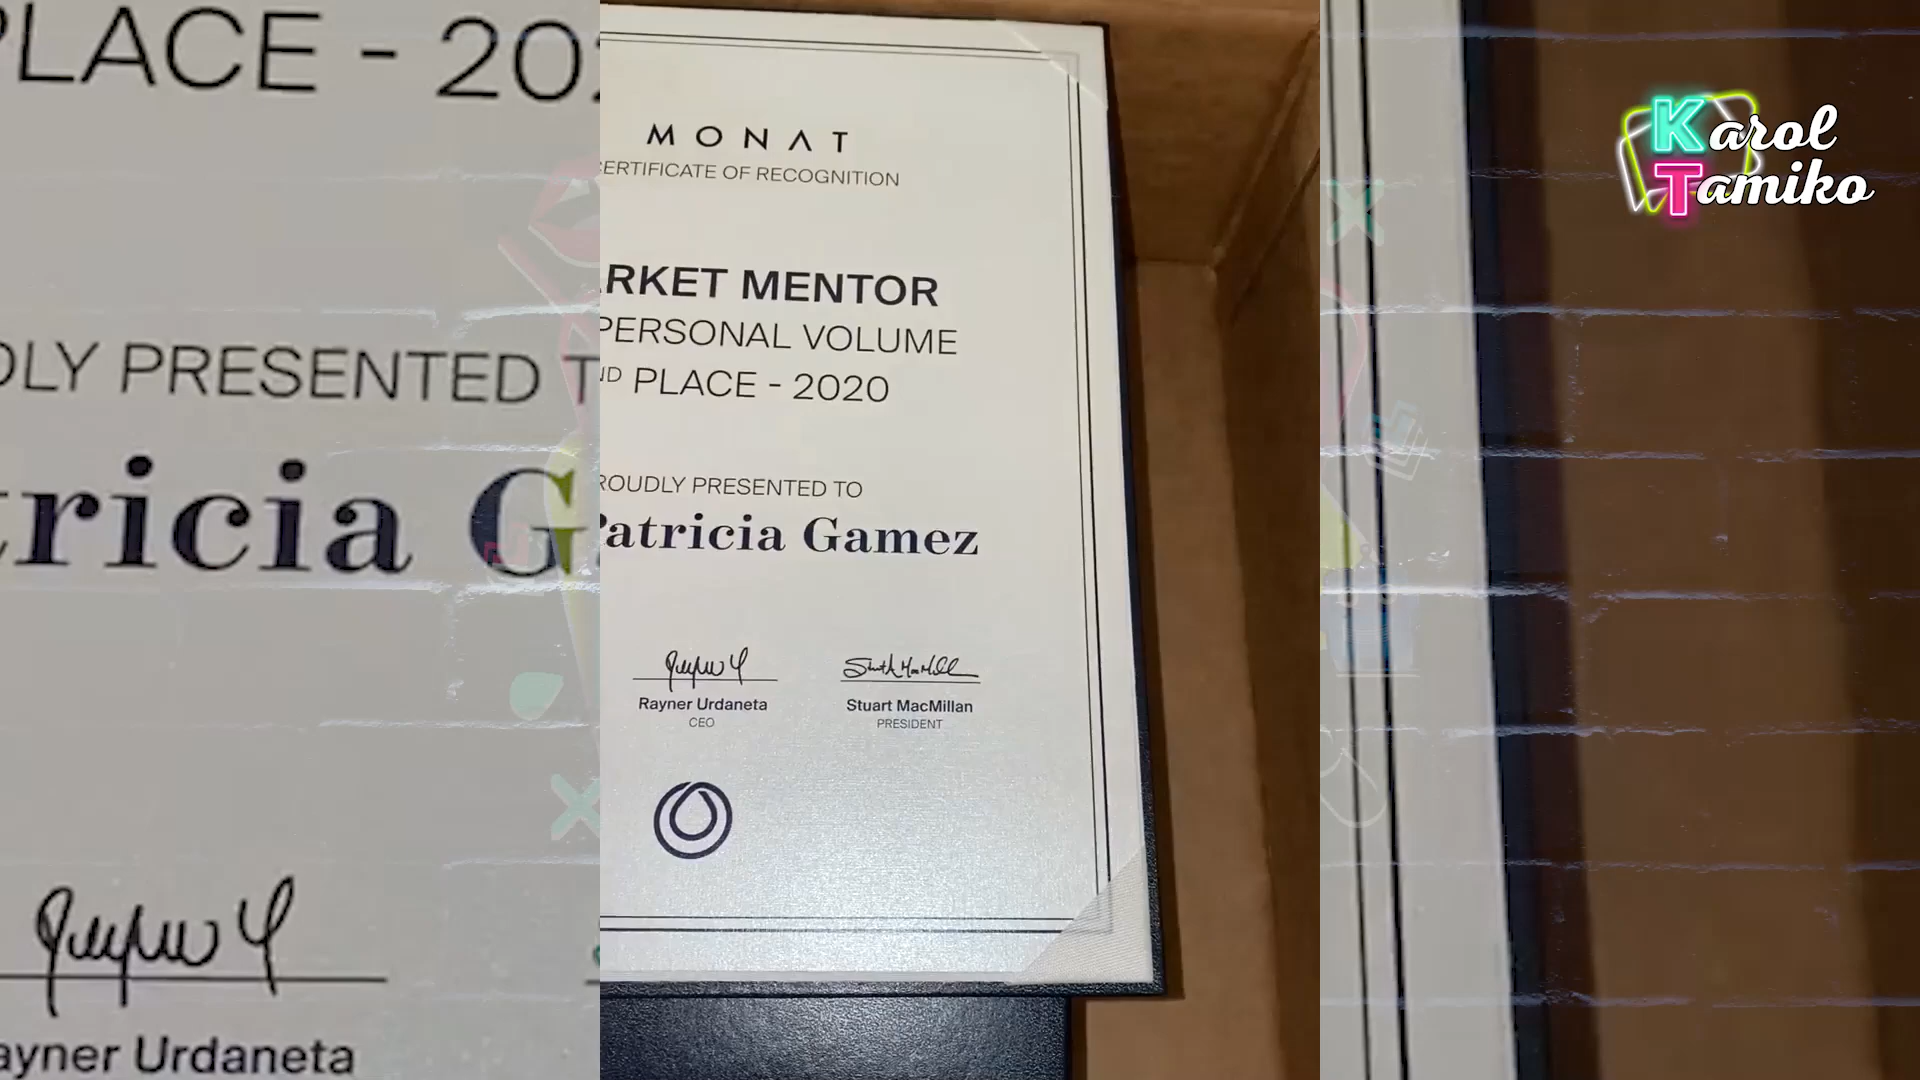 PLACE - 20
DLY PRESENTED T
tricia G
ayner Urdaneta
MONAT
ERTIFICATE OF RECOGNITION
RKET MENTOR
PERSONAL VOLUME
ND PLACE - 2020
ROUDLY PRESENTED TO
Patricia Gamez
Rayner Urdaneta
CEO
Stuart MacMillan
PRESIDENT
Karol
Tamiko